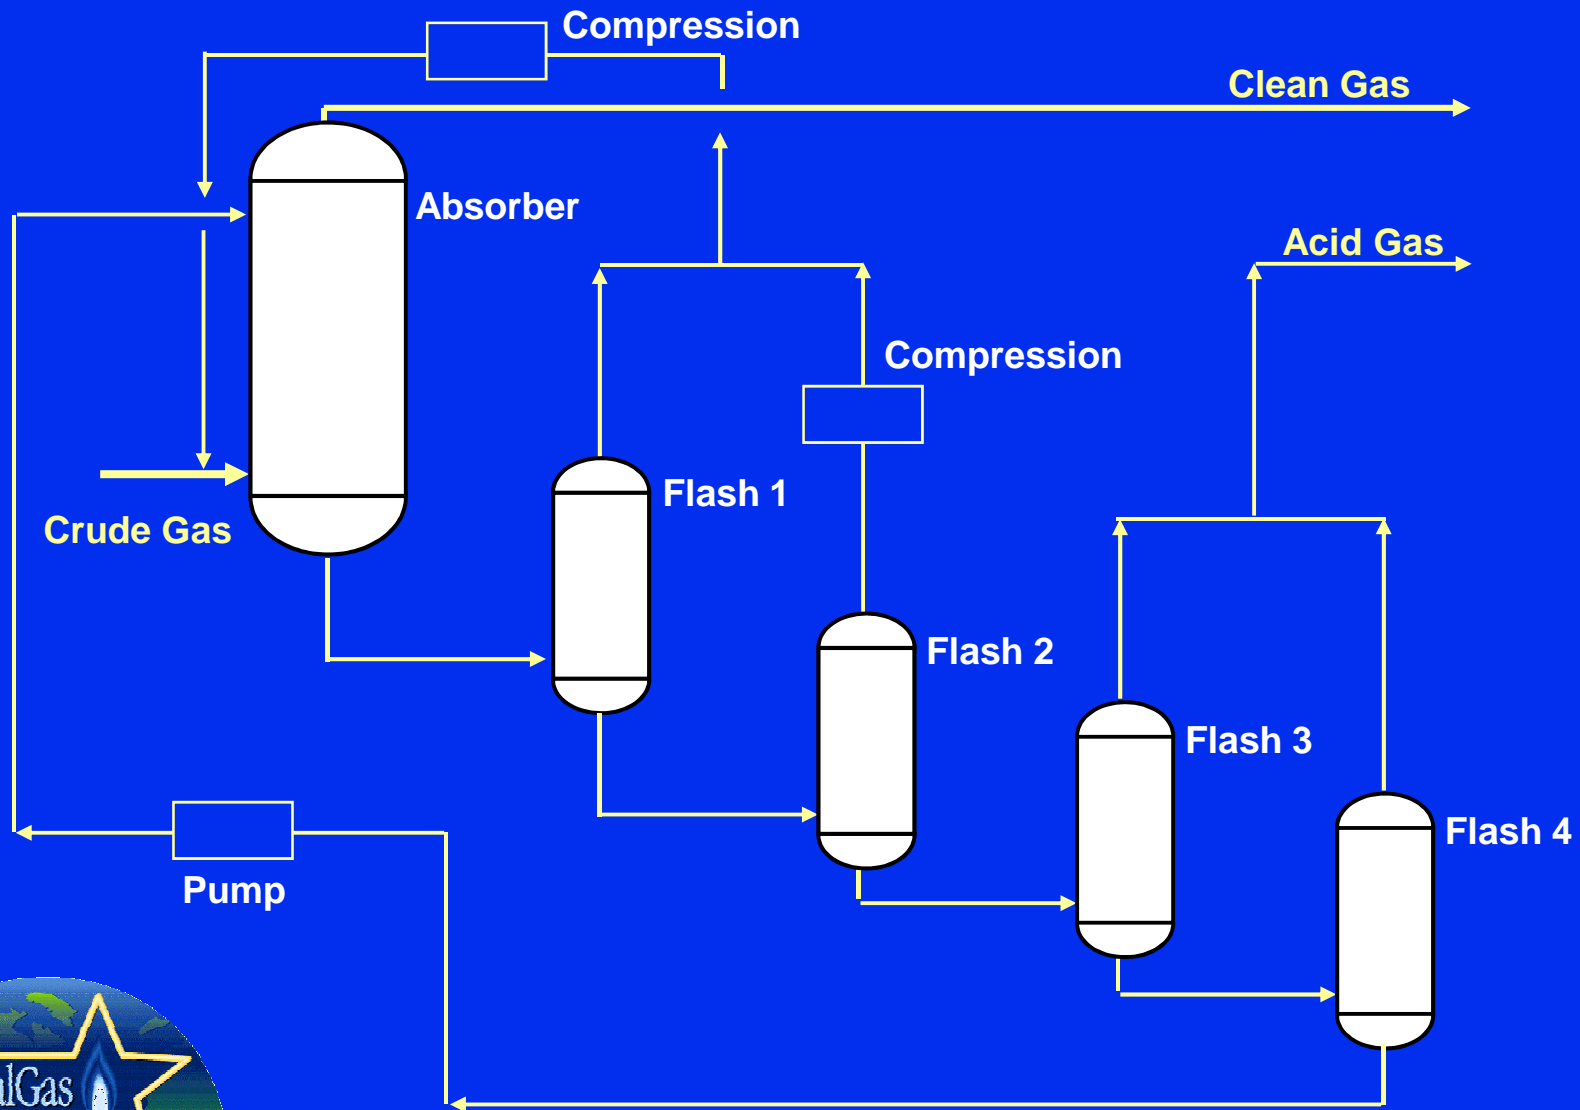 Compression
Clean Gas
Absorber
Acid Gas
Compression
Flash 1
Crude Gas
Flash 2
Flash 3
Flash 4
Pump